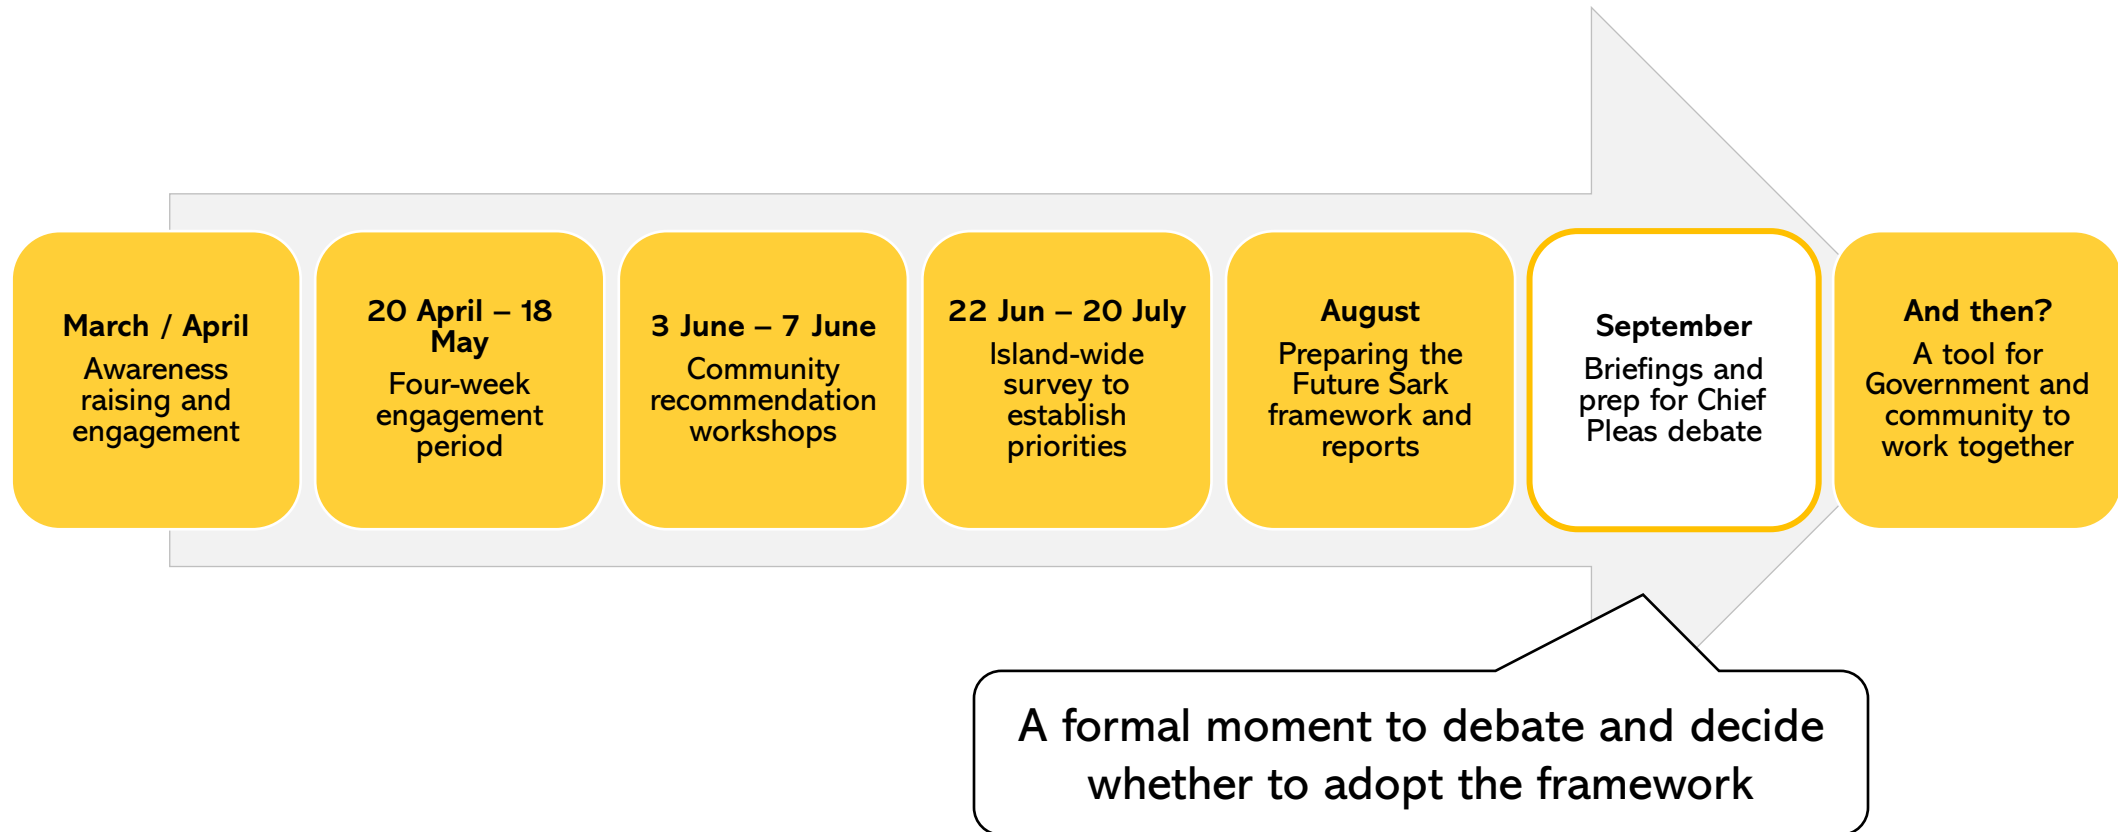 March / April
Awareness
raising and
engagement
20 April – 18
May
Four-week
engagement
period
3 June – 7 June
Community
recommendation
workshops
22 Jun – 20 July
Island-wide
survey to
establish
priorities
August
Preparing the
Future Sark
framework and
reports
September
Briefings and
prep for Chief
Pleas debate
And then?
A tool for
Government and
community to
work together
A formal moment to debate and decide
whether to adopt the framework